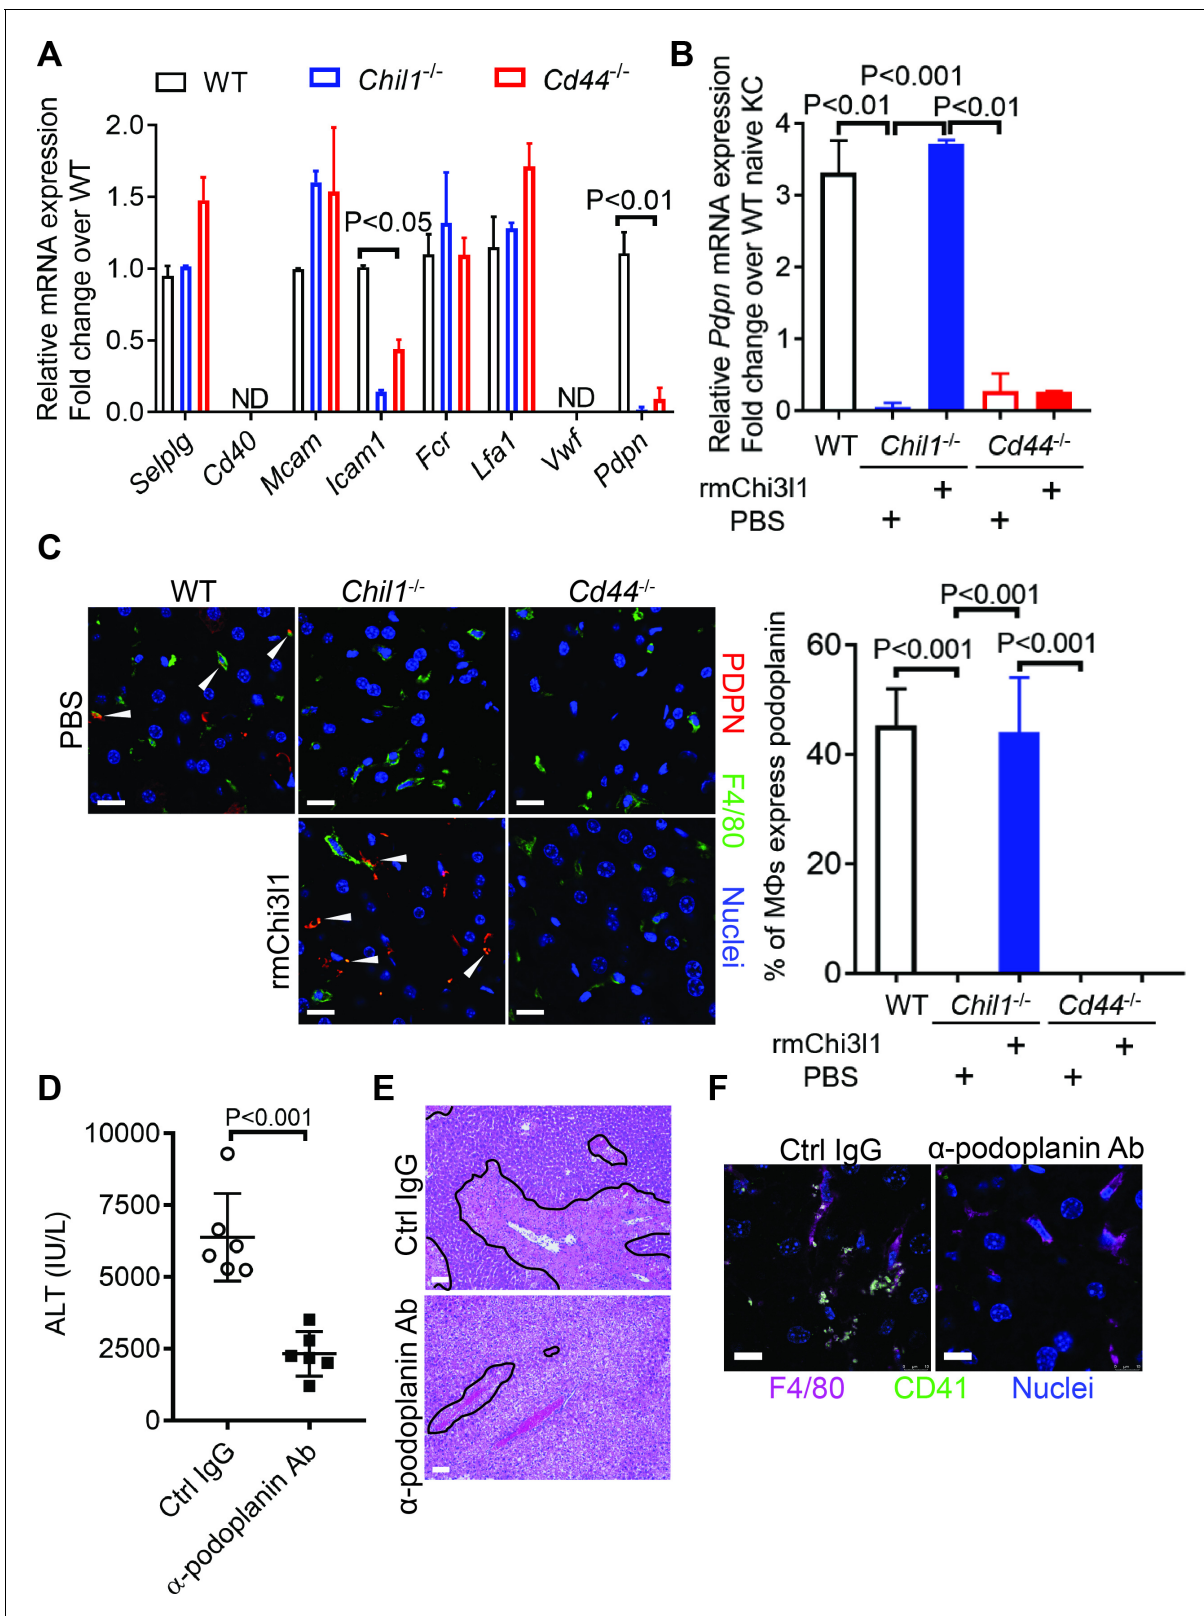 A
WT
Chil1-/-
Cd44-/-
Relative mRNA expression
Fold change over WT
2.0
1.5
1.0
0.5
0.0
P<0.05
P<0.01
ND
ND
Selplg
Cd40
Mcam
Icam1
Fcr
Lfa1
Vwf
Pdpn
B
Relative Pdpn mRNA expression
Fold change over WT naive KC
P<0.001
P<0.01
P<0.01
4
3
2
1
0
WT
Chil1-/-
Cd44-/-
rmChi3l1
+
+
PBS
+
+
C
WT
Chil1-/-
Cd44-/-
PBS
rmChi3l1
PDPN
F4/80
Nuclei
% of MΦs express podoplanin
P<0.001
P<0.001
P<0.001
60
40
20
0
WT
Chil1-/-
Cd44-/-
rmChi3l1
+
+
PBS
+
+
D
P<0.001
ALT (IU/L)
10000
7500
5000
2500
0
Ctrl IgG
α-podoplanin Ab
E
Ctrl IgG
α-podoplanin Ab
F
Ctrl IgG
α-podoplanin Ab
F4/80
CD41
Nuclei